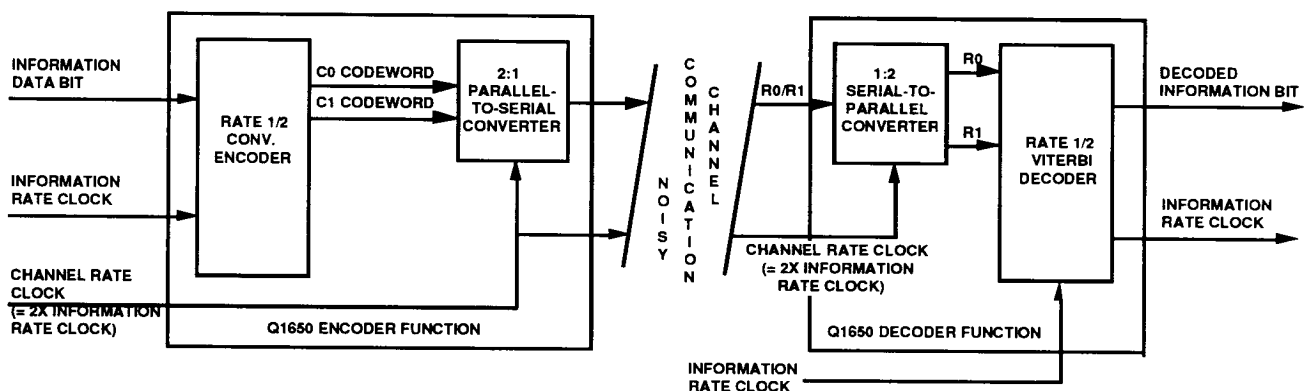 INFORMATION
DATA BIT
INFORMATION
RATE CLOCK
CHANNEL RATE
CLOCK
(= 2X INFORMATION
RATE CLOCK)
RATE 1/2
CONV.
ENCODER
C0 CODEWORD
C1 CODEWORD
2:1
PARALLEL-
TO-SERIAL
CONVERTER
Q1650 ENCODER FUNCTION
NOISY
COMMUNICATION
CHANNEL
R0/R1
1:2
SERIAL-TO-
PARALLEL
CONVERTER
R0
R1
RATE 1/2
VITERBI
DECODER
CHANNEL RATE CLOCK
(= 2X INFORMATION
RATE CLOCK)
Q1650 DECODER FUNCTION
DECODED
INFORMATION BIT
INFORMATION
RATE CLOCK
INFORMATION
RATE CLOCK